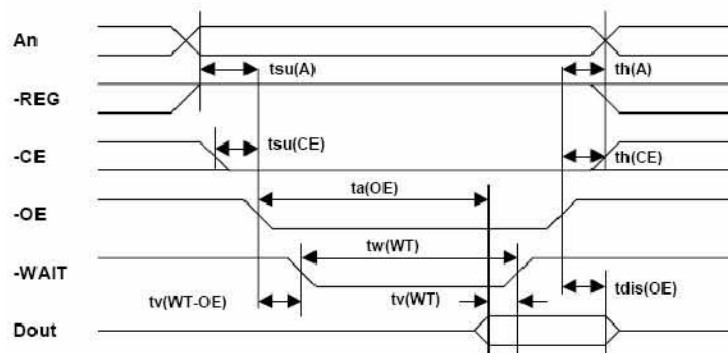 An
tsu(A)
th(A)
-REG
-CE
tsu(CE)
th(CE)
ta(OE)
-OE
tw(WT)
-WAIT
tv(WT-OE)
tv(WT)
tdis(OE)
Dout